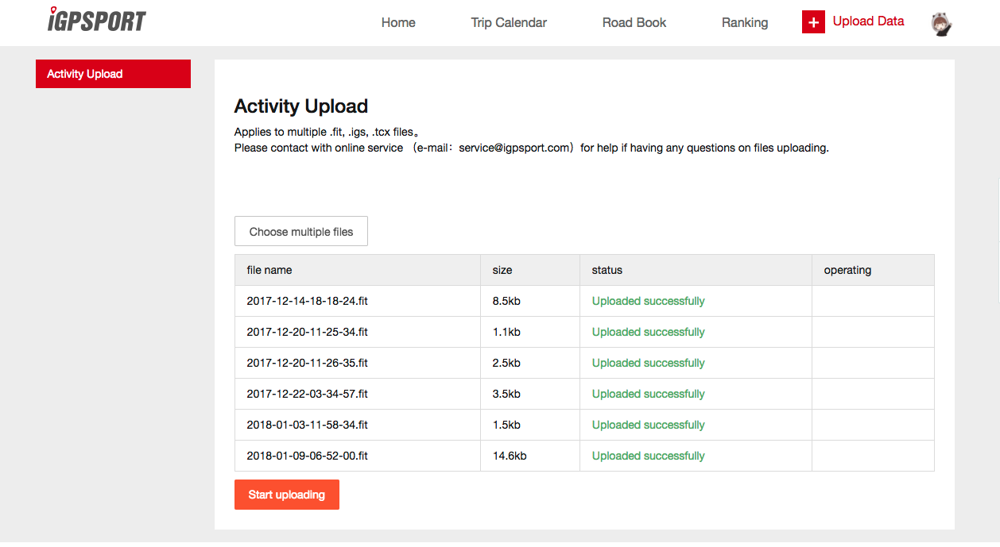 iGPSPORT
Home Trip Calendar Road Book Ranking + Upload Data
Activity Upload
Activity Upload
Applies to multiple .fit, .igs, .tcx files。
Please contact with online service （e-mail：service@igpsport.com）for help if having any questions on files uploading.
Choose multiple files
file name size status operating
2017-12-14-18-18-24.fit 8.5kb Uploaded successfully
2017-12-20-11-25-34.fit 1.1kb Uploaded successfully
2017-12-20-11-26-35.fit 2.5kb Uploaded successfully
2017-12-22-03-34-57.fit 3.5kb Uploaded successfully
2018-01-03-11-58-34.fit 1.5kb Uploaded successfully
2018-01-09-06-52-00.fit 14.6kb Uploaded successfully
Start uploading